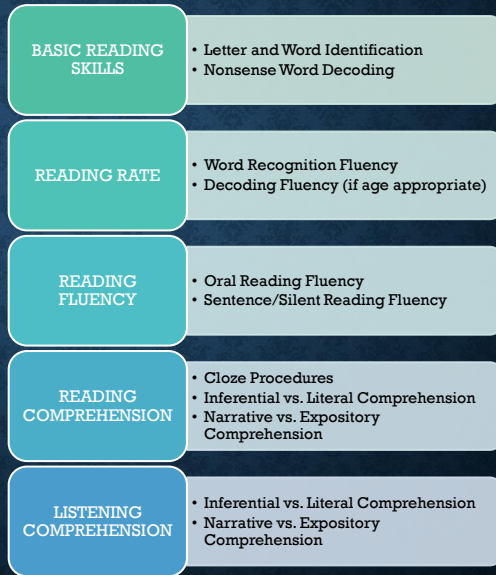 BASIC READING
SKILLS
• Letter and Word Identification
• Nonsense Word Decoding
READING RATE
• Word Recognition Fluency
• Decoding Fluency (if age appropriate)
READING
FLUENCY
• Oral Reading Fluency
• Sentence/Silent Reading Fluency
READING
COMPREHENSION
• Cloze Procedures
• Inferential vs. Literal Comprehension
• Narrative vs. Expository
Comprehension
LISTENING
COMPREHENSION
• Inferential vs. Literal Comprehension
• Narrative vs. Expository
Comprehension